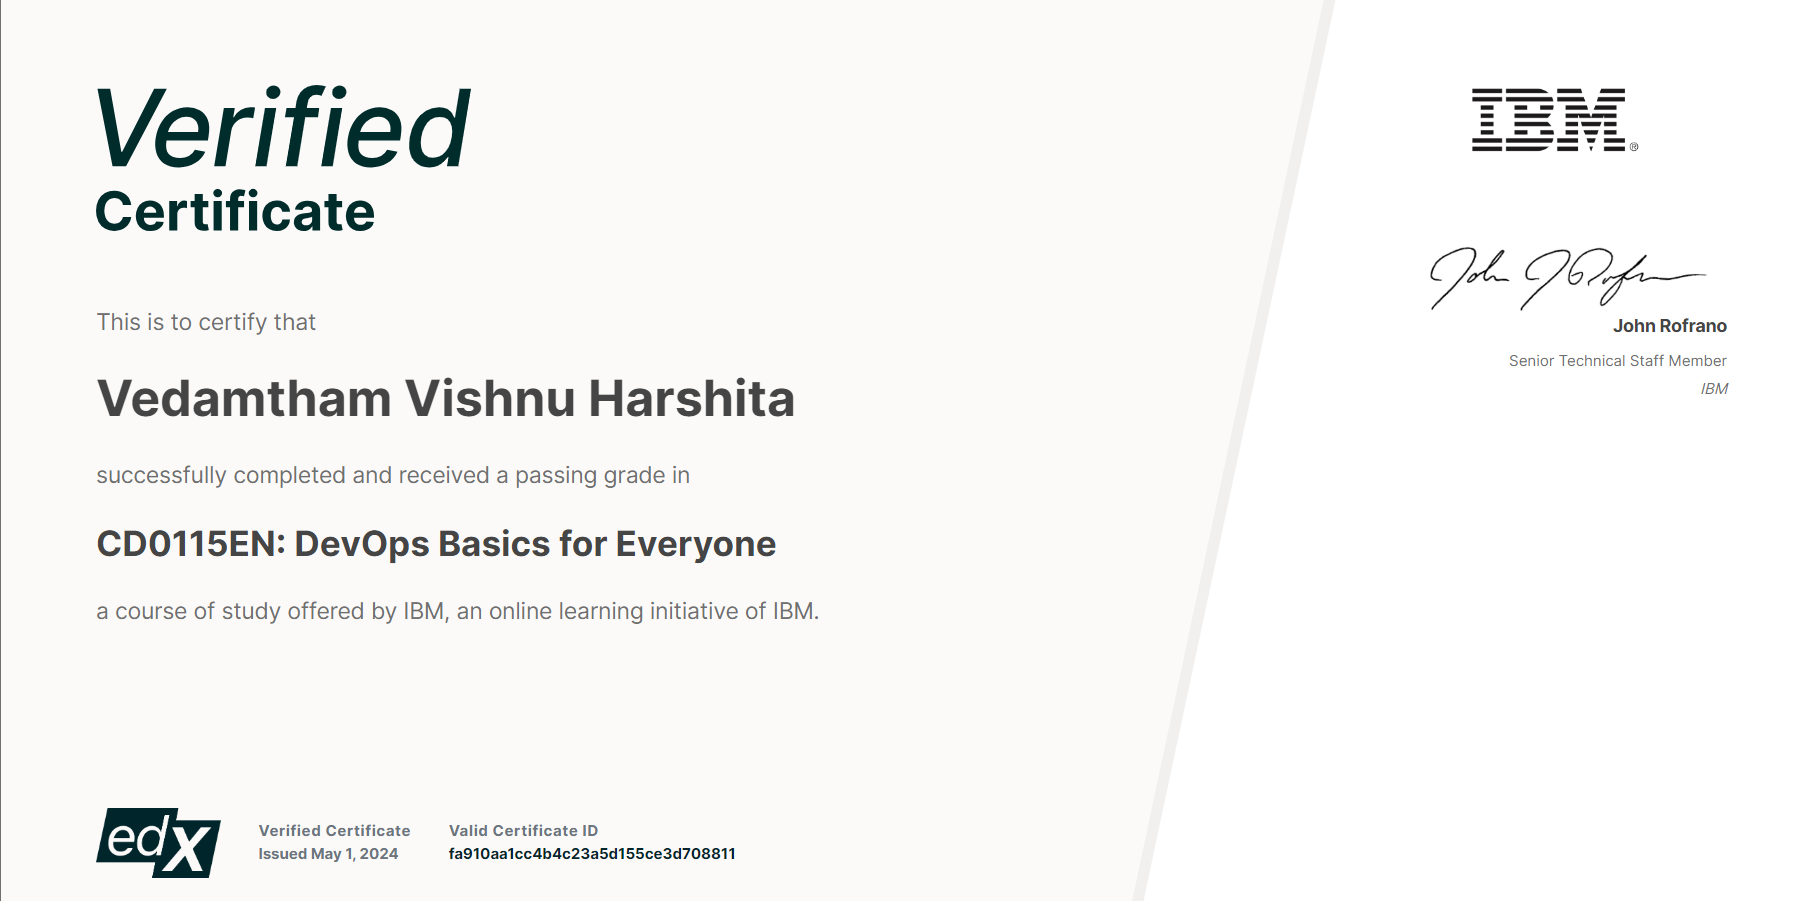 Verified
Certificate
This is to certify that
Vedamtham Vishnu Harshita
successfully completed and received a passing grade in
CD0115EN: DevOps Basics for Everyone
a course of study offered by IBM, an online learning initiative of IBM.
edX
Verified Certificate
Issued May 1, 2024
Valid Certificate ID
fa910aa1cc4b4c23a5d155ce3d708811
IBM®
John J Rofrano
John Rofrano
Senior Technical Staff Member
IBM